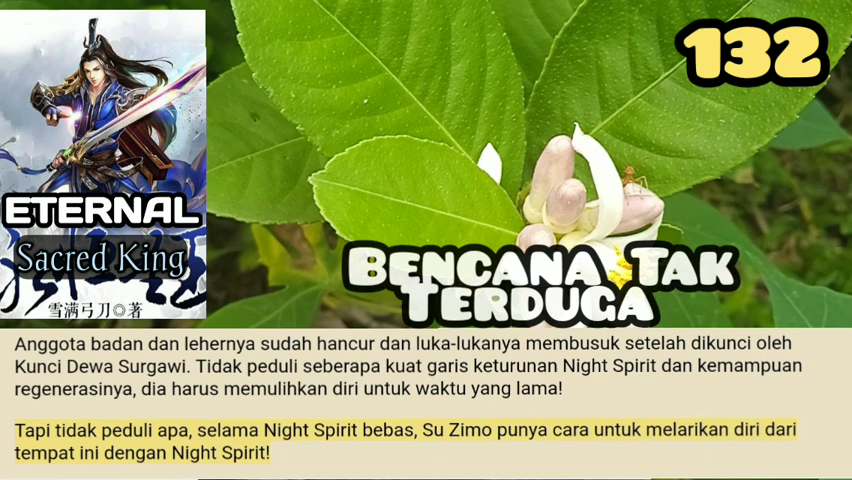 132
ETERNAL
Sacred King
雪满弓刀◎著
BENCANA TAK
TERDUGA
Anggota badan dan lehernya sudah hancur dan luka-lukanya membusuk setelah dikunci oleh
Kunci Dewa Surgawi. Tidak peduli seberapa kuat garis keturunan Night Spirit dan kemampuan
regenerasinya, dia harus memulihkan diri untuk waktu yang lama!
Tapi tidak peduli apa, selama Night Spirit bebas, Su Zimo punya cara untuk melarikan diri dari
tempat ini dengan Night Spirit!